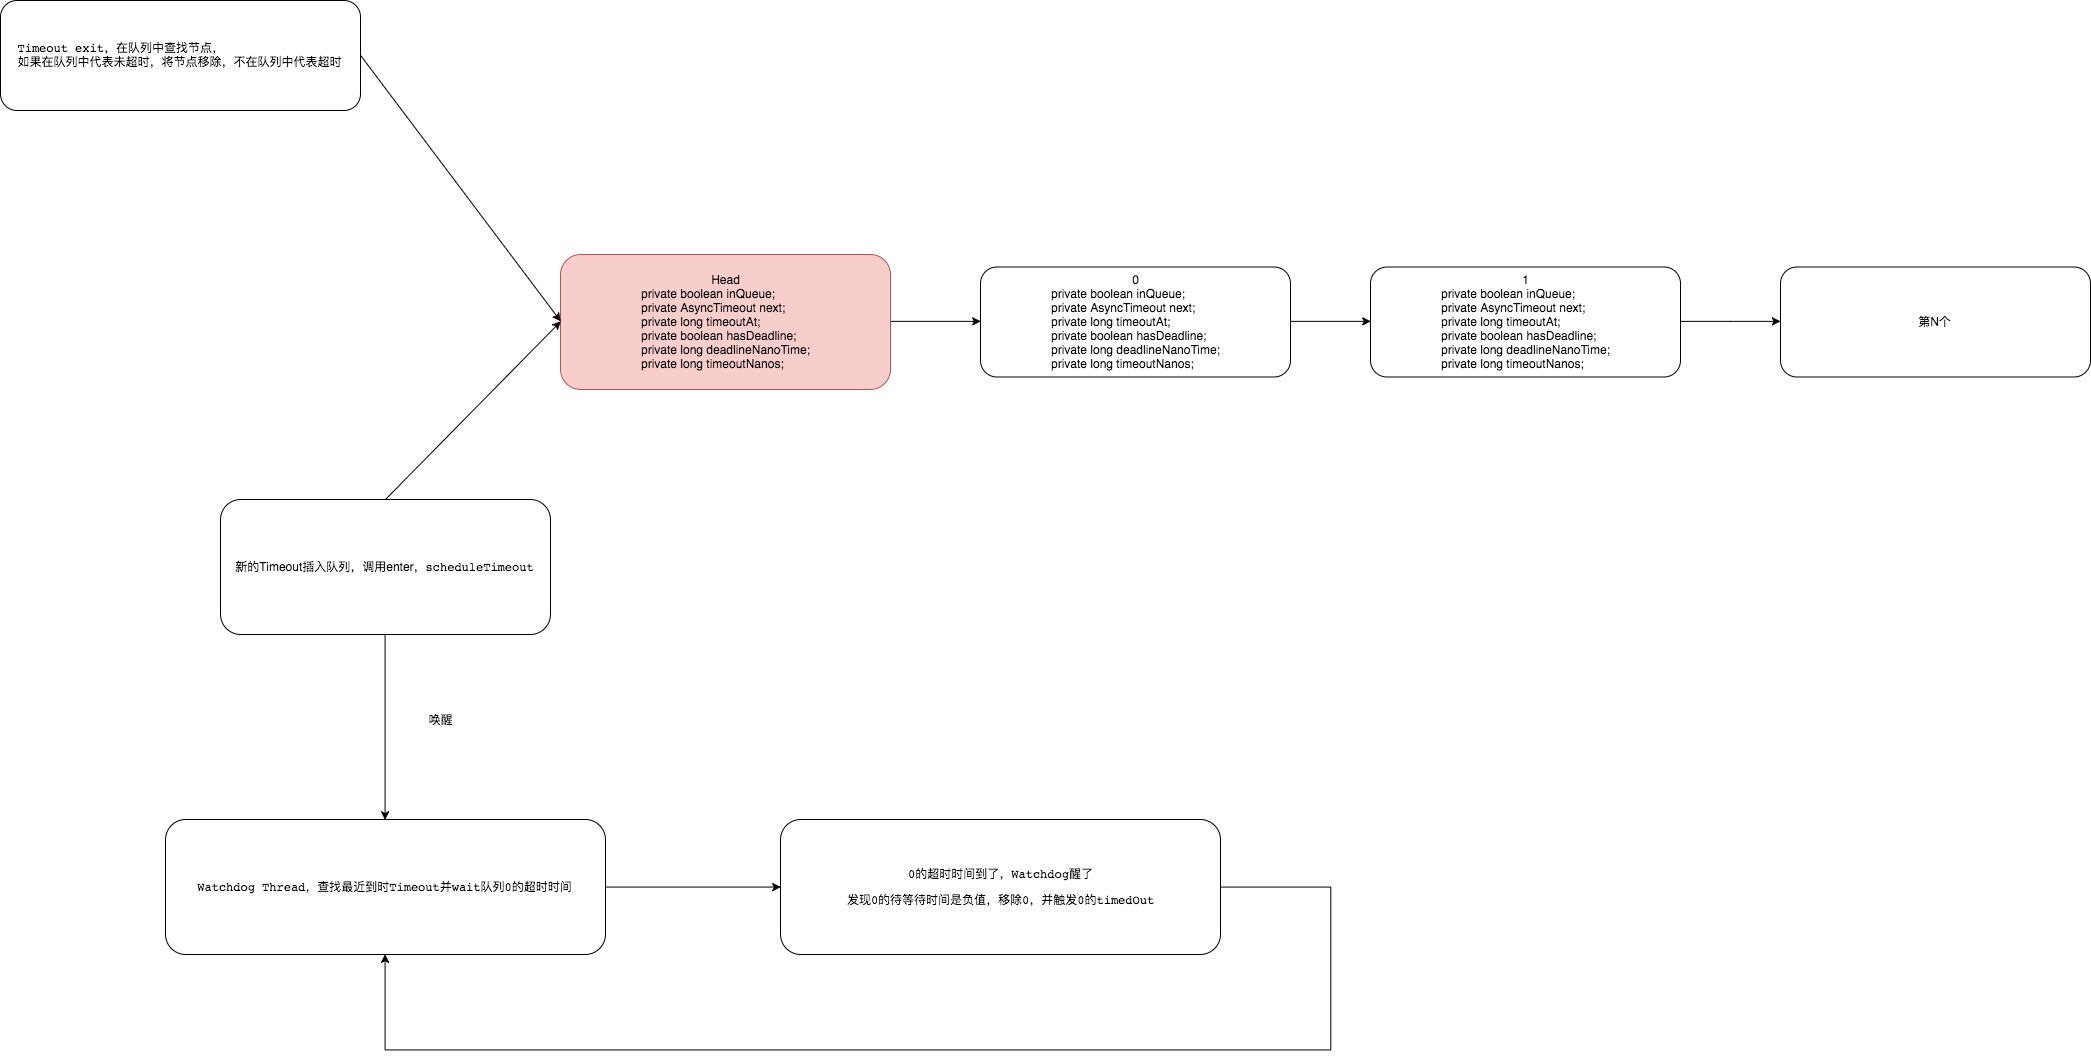 Timeout exit，在队列中查找节点，
如果在队列中代表未超时，将节点移除，不在队列中代表超时
Head
private boolean inQueue;
private AsyncTimeout next;
private long timeoutAt;
private boolean hasDeadline;
private long deadlineNanoTime;
private long timeoutNanos;
0
private boolean inQueue;
private AsyncTimeout next;
private long timeoutAt;
private boolean hasDeadline;
private long deadlineNanoTime;
private long timeoutNanos;
1
private boolean inQueue;
private AsyncTimeout next;
private long timeoutAt;
private boolean hasDeadline;
private long deadlineNanoTime;
private long timeoutNanos;
第N个
新的Timeout插入队列，调用enter，scheduleTimeout
唤醒
Watchdog Thread，查找最近到时Timeout并wait队列0的超时时间
0的超时时间到了，Watchdog醒了
发现0的待等待时间是负值，移除0，并触发0的timedOut